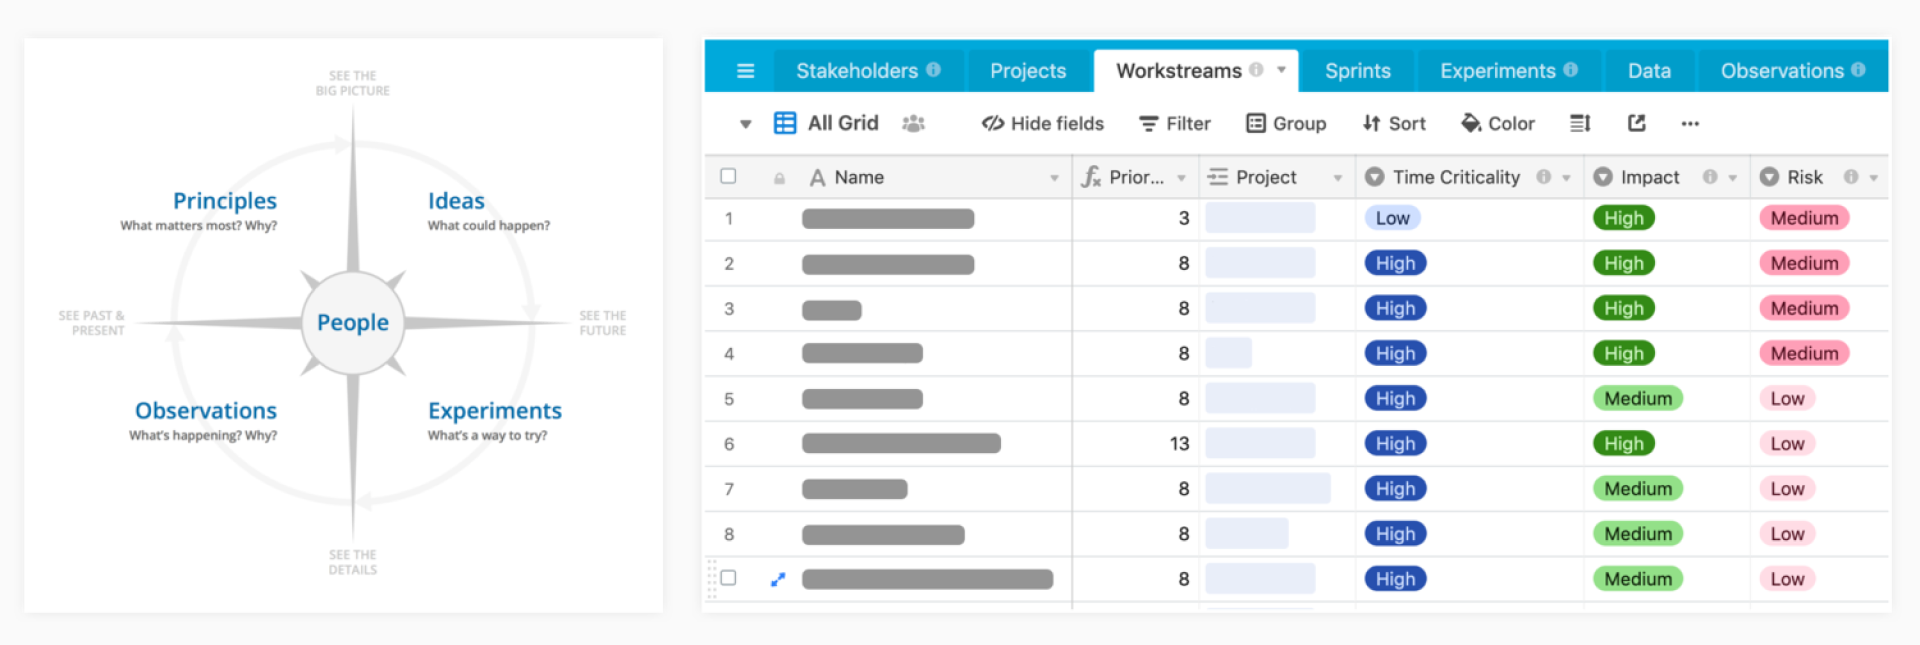 SEE THE
BIG PICTURE
Principles
What matters most? Why?
Ideas
What could happen?
SEE PAST &
PRESENT
People
SEE THE
FUTURE
Observations
What's happening? Why?
Experiments
What's a way to try?
SEE THE
DETAILS
Stakeholders Projects Workstreams Sprints Experiments Data Observations
All Grid Hide fields Filter Group Sort Color
Name Prior... Project Time Criticality Impact Risk
1 3 Low High Medium
2 8 High High Medium
3 8 High High Medium
4 8 High High Medium
5 8 High Medium Low
6 13 High High Low
7 8 High Medium Low
8 8 High Medium Low
8 High Medium Low